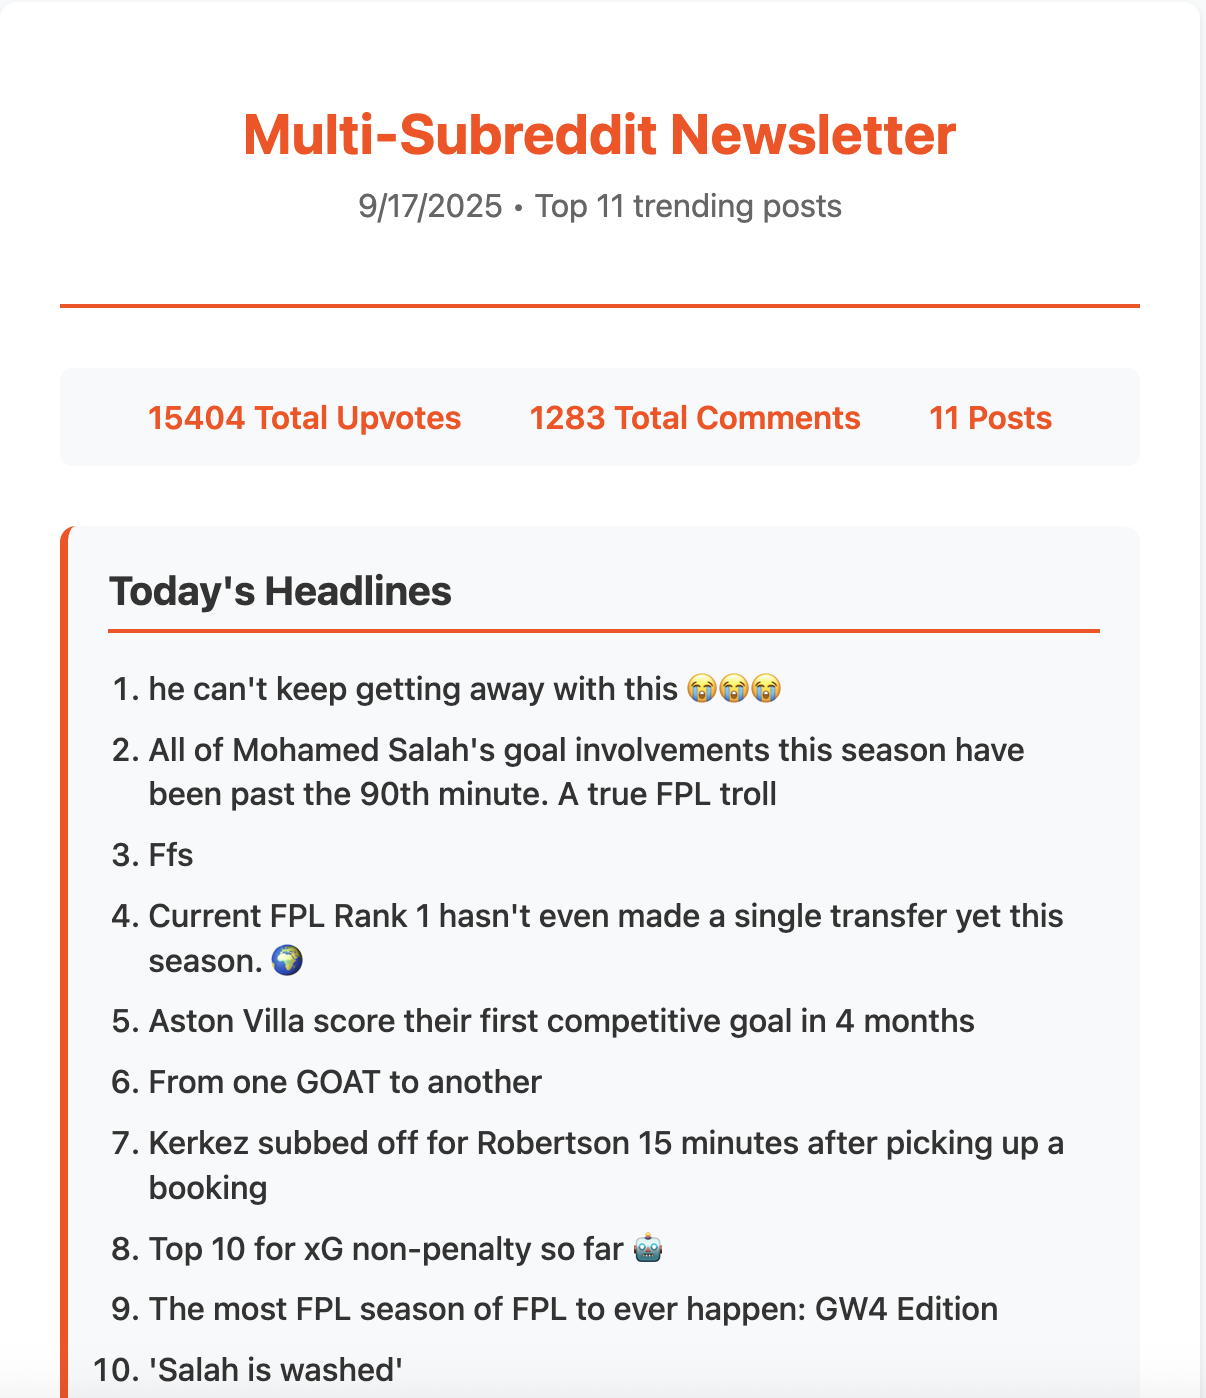 Multi-Subreddit Newsletter
9/17/2025 • Top 11 trending posts
15404 Total Upvotes 1283 Total Comments 11 Posts
Today's Headlines
1. he can't keep getting away with this 😭😭😭
2. All of Mohamed Salah's goal involvements this season have
been past the 90th minute. A true FPL troll
3. Ffs
4. Current FPL Rank 1 hasn't even made a single transfer yet this
season. 🌍
5. Aston Villa score their first competitive goal in 4 months
6. From one GOAT to another
7. Kerkez subbed off for Robertson 15 minutes after picking up a
booking
8. Top 10 for xG non-penalty so far 🤖
9. The most FPL season of FPL to ever happen: GW4 Edition
10. 'Salah is washed'